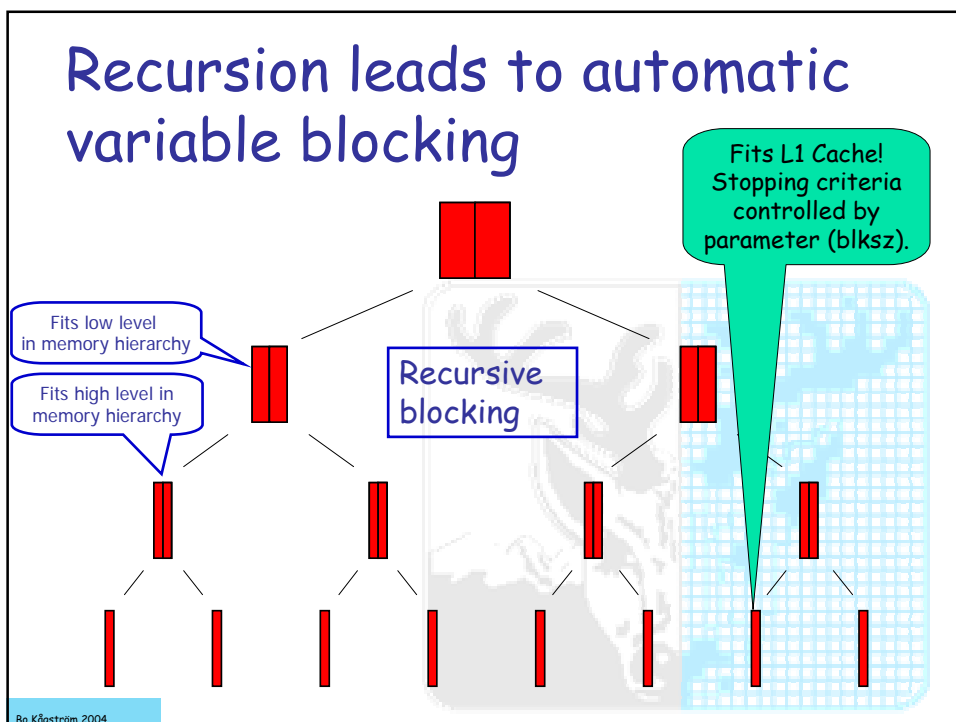 Recursion leads to automatic
variable blocking
Fits L1 Cache!
Stopping criteria
controlled by
parameter (blksz).
Fits low level
in memory hierarchy
Recursive
blocking
Fits high level in
memory hierarchy
Bo Kågström 2004